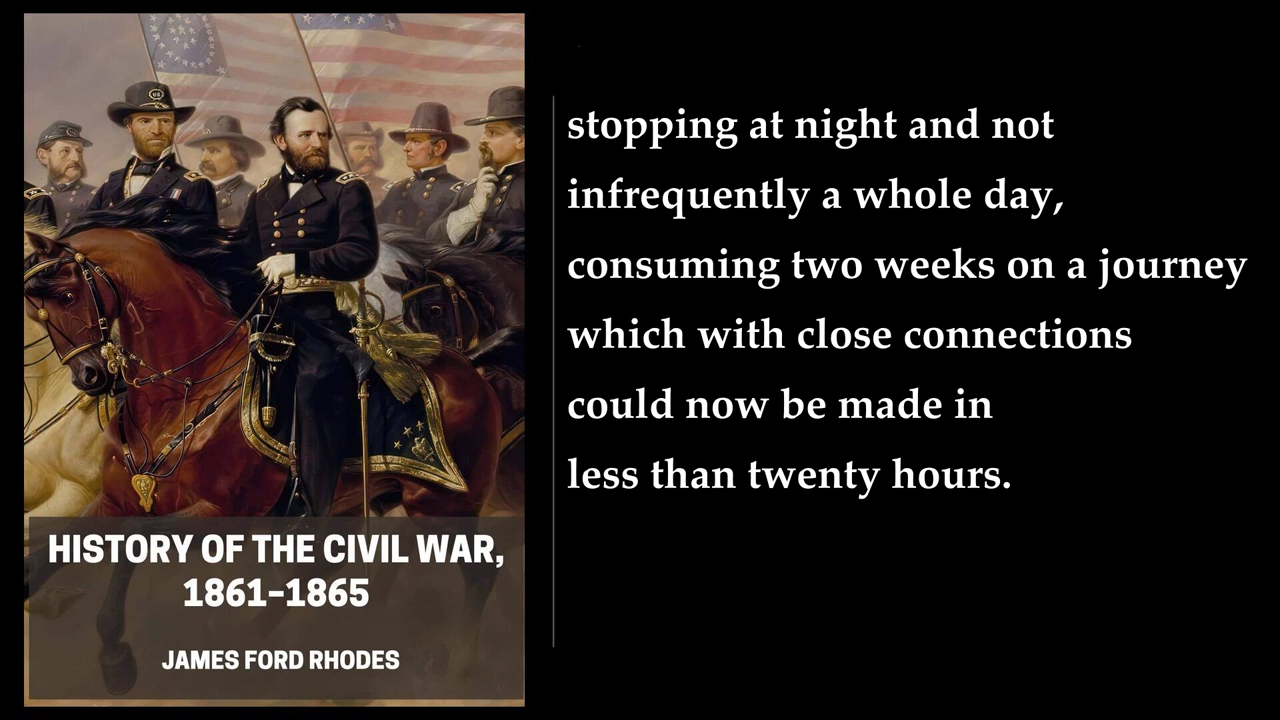 HISTORY OF THE CIVIL WAR,
1861–1865
JAMES FORD RHODES
stopping at night and not
infrequently a whole day,
consuming two weeks on a journey
which with close connections
could now be made in
less than twenty hours.